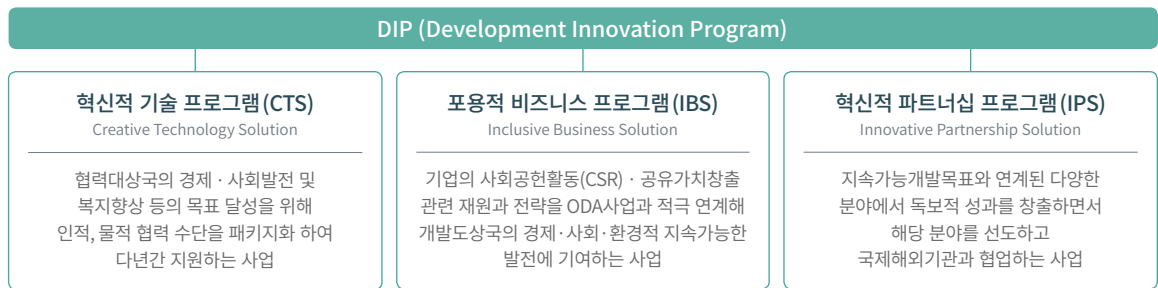 DIP (Development Innovation Program)
혁신적 기술 프로그램(CTS)
Creative Technology Solution
협력대상국의 경제 · 사회발전 및
복지향상 등의 목표 달성을 위해
인적, 물적 협력 수단을 패키지화 하여
다년간 지원하는 사업
포용적 비즈니스 프로그램(IBS)
Inclusive Business Solution
기업의 사회공헌활동(CSR) · 공유가치창출
관련 재원과 전략을 ODA사업과 적극 연계해
개발도상국의 경제·사회·환경적 지속가능한
발전에 기여하는 사업
혁신적 파트너십 프로그램(IPS)
Innovative Partnership Solution
지속가능개발목표와 연계된 다양한
분야에서 독보적 성과를 창출하면서
해당 분야를 선도하고
국제해외기관과 협업하는 사업